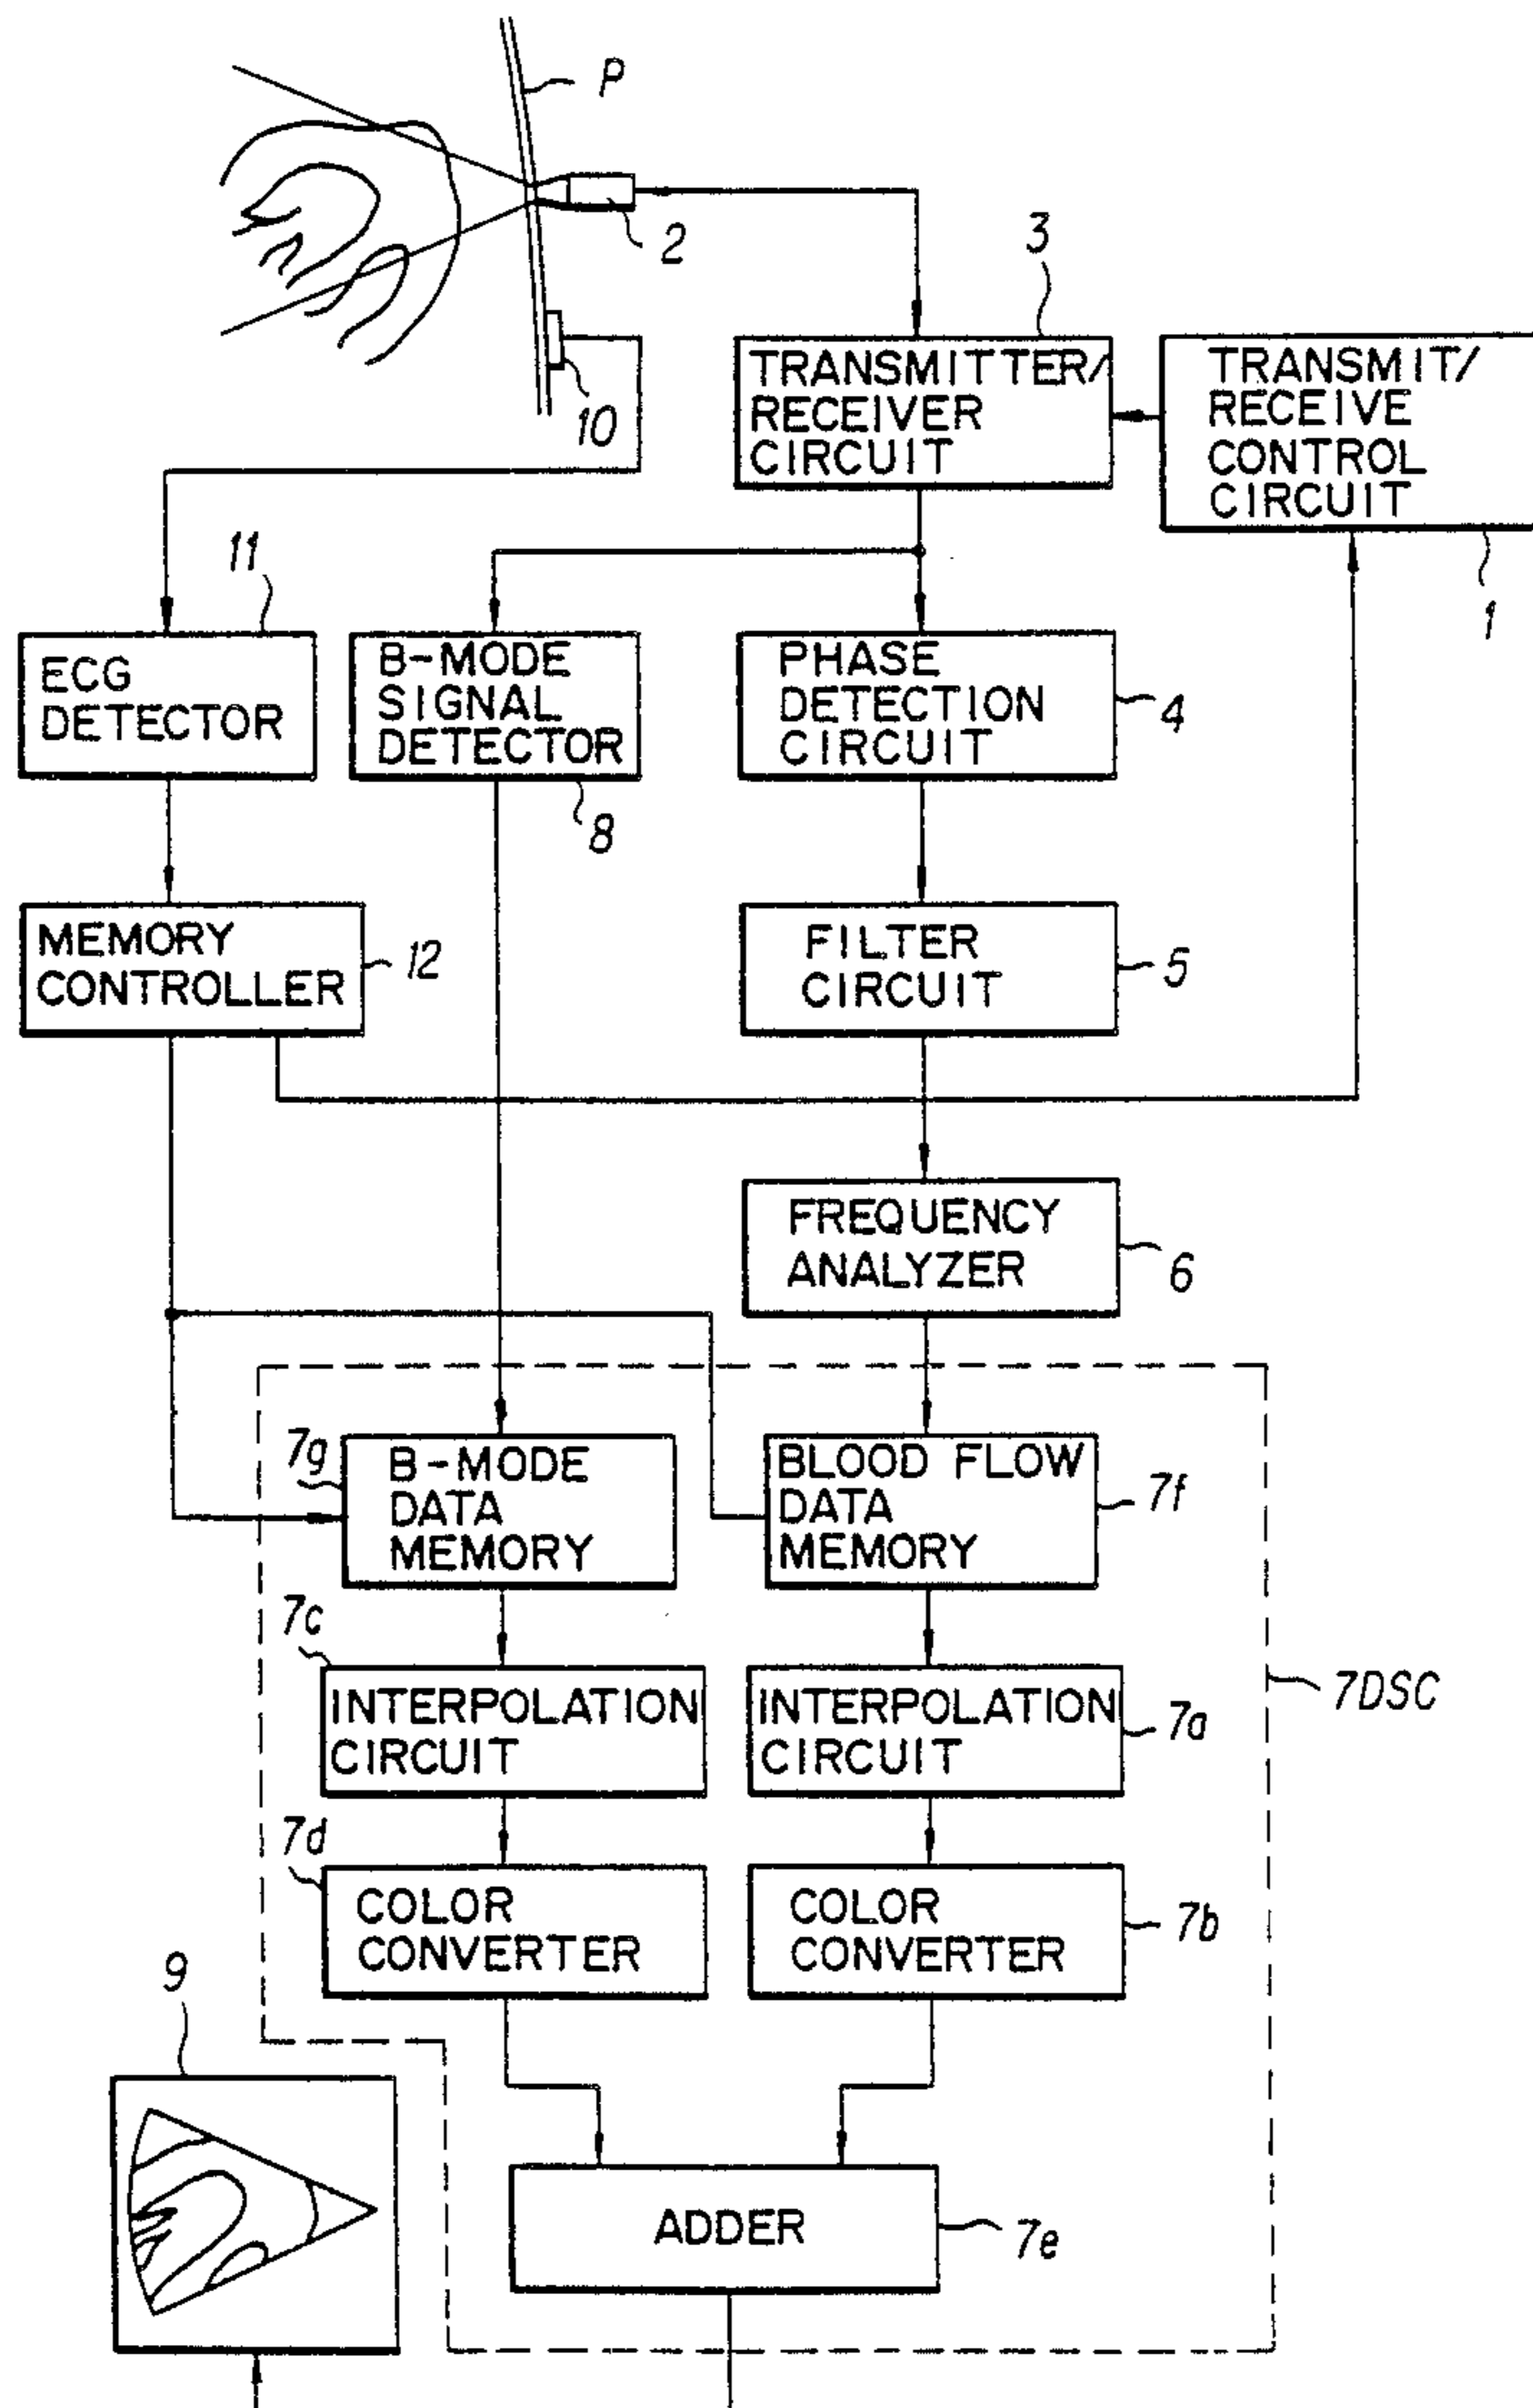 P
2
3
TRANSMITTER/
RECEIVER
CIRCUIT
TRANSMIT/
RECEIVE
CONTROL
CIRCUIT
10
1
11
ECG
DETECTOR
B-MODE
SIGNAL
DETECTOR
8
PHASE
DETECTION
CIRCUIT
4
MEMORY
CONTROLLER
12
FILTER
CIRCUIT
5
FREQUENCY
ANALYZER
6
7g
B-MODE
DATA
MEMORY
BLOOD FLOW
DATA
MEMORY
7f
7c
INTERPOLATION
CIRCUIT
INTERPOLATION
CIRCUIT
7a
7DSC
7d
COLOR
CONVERTER
COLOR
CONVERTER
7b
9
ADDER
7e